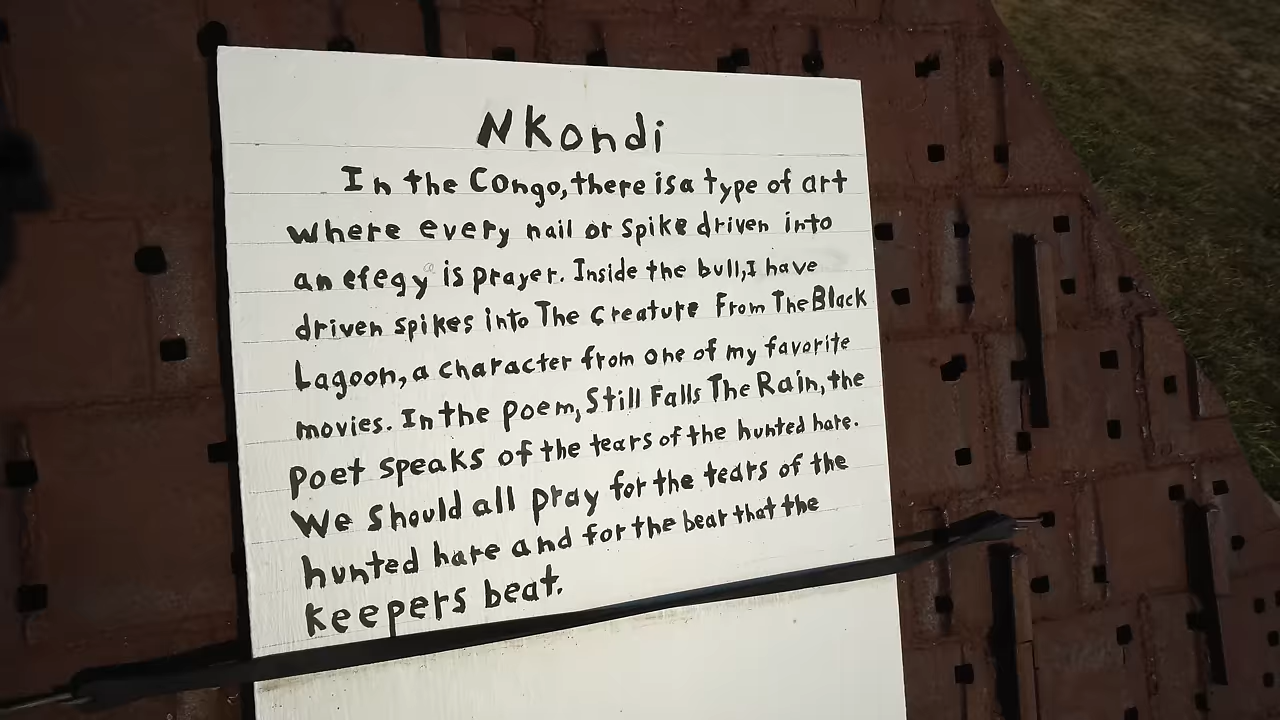 Nkondi
In the Congo, there is a type of art
where every nail or spike driven into
an efegy is prayer. Inside the bull, I have
driven spikes into The Creature From The Black
Lagoon, a character from one of my favorite
movies. In the poem, Still Falls The Rain, the
poet speaks of the tears of the hunted hare.
We should all pray for the tears of the
hunted hare and for the bear that the
keepers beat.